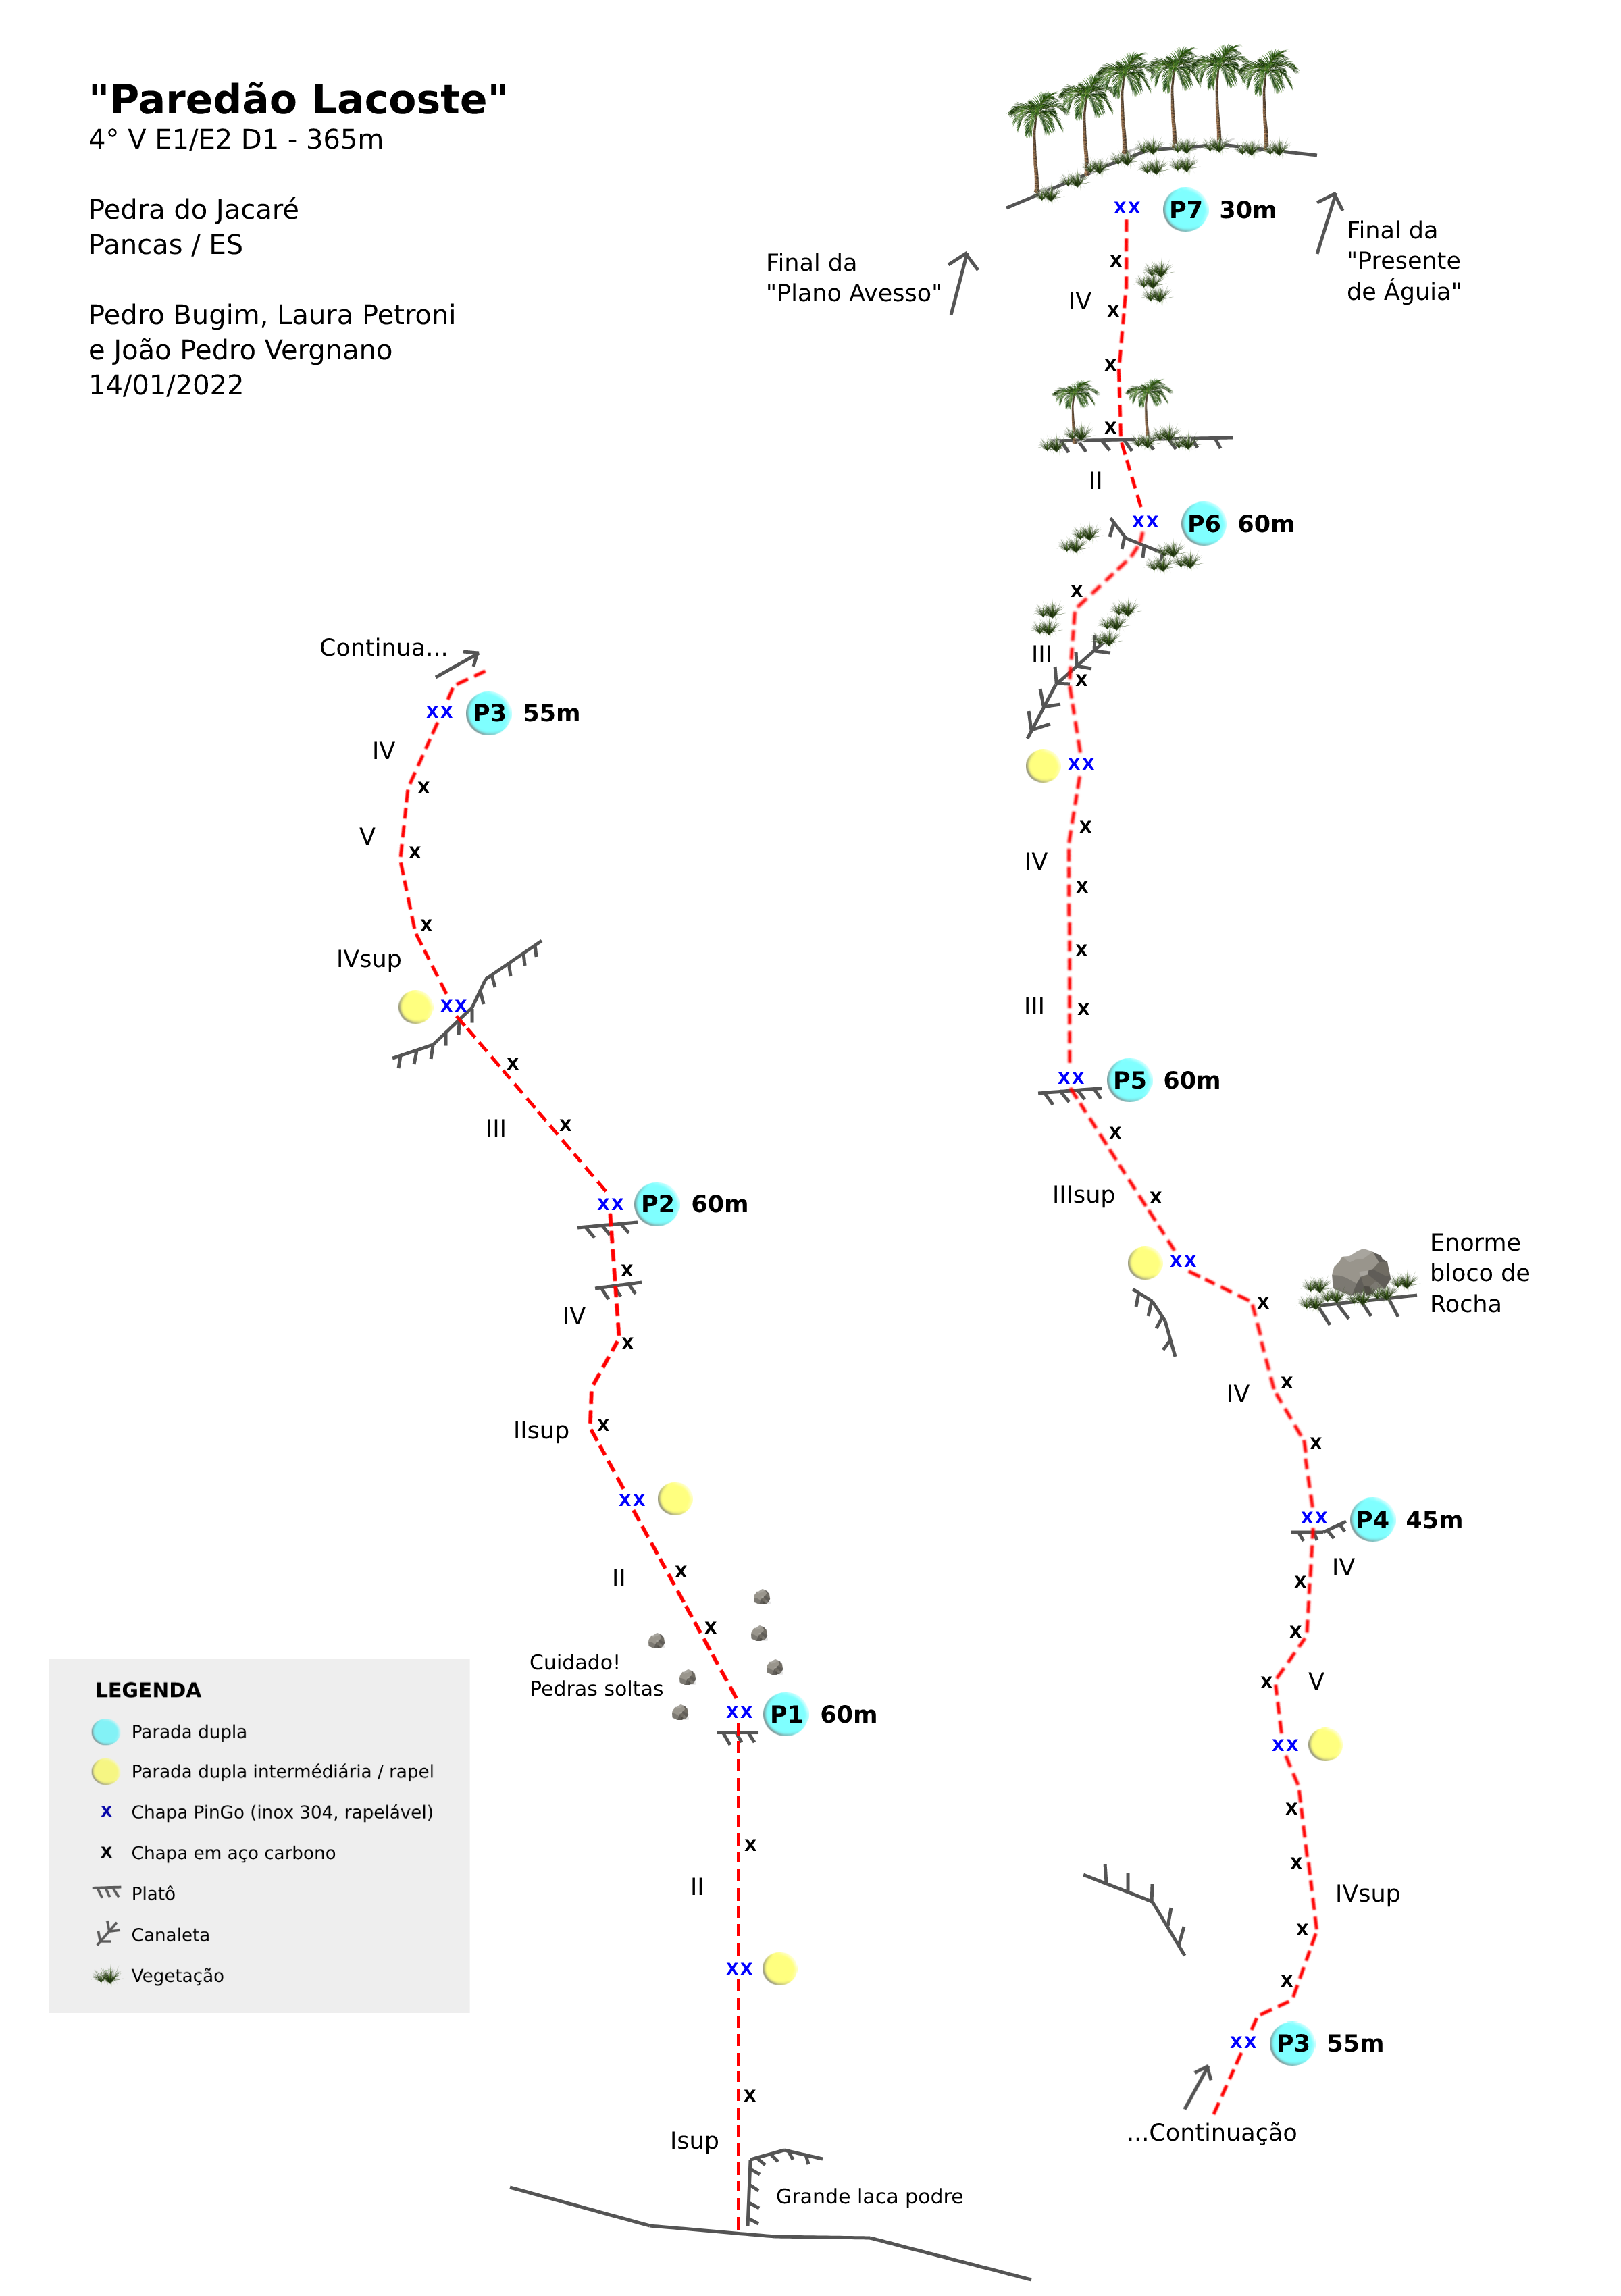 "Paredão Lacoste"
4° V E1/E2 D1 - 365m
Pedra do Jacaré
Pancas / ES
Pedro Bugim, Laura Petroni
e João Pedro Vergnano
14/01/2022
Continua...
xx P3 55m
IV
x
V
x
x
IVsup
xx
x
III
x
xx P2 60m
x
IV
x
IIsup
x
xx
II
x
x
Cuidado!
Pedras soltas
xx P1 60m
x
II
xx
x
Isup
Grande laca podre
LEGENDA
Parada dupla
Parada dupla intermédiária / rapel
x Chapa PinGo (inox 304, rapelável)
x Chapa em aço carbono
Platô
Canaleta
Vegetação
xx P7 30m
Final da
"Plano Avesso"
Final da
"Presente
de Águia"
x
IV
x
x
x
II
xx P6 60m
x
III
x
xx
x
IV
x
x
III
x
xx P5 60m
x
IIIsup
x
xx
Enorme
bloco de
Rocha
x
IV
x
x
xx P4 45m
IV
x
x
x
V
xx
x
x
IVsup
x
x
xx P3 55m
...Continuação